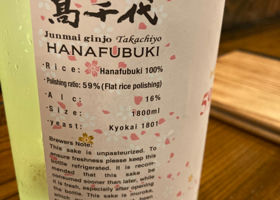 高千代
Junmai ginjo Takachiyo
HANAFUBUKI
・Rice: Hanafubuki 100%
・Polishing ratio: 59% (Flat rice polishing)
・Alc: 16%
・Size: 1800ml
・yeast: Kyokai 1801
Brewers Note:
This sake is unpasteurized. To
ensure freshness please keep this
sake refrigerated. It is recom-
mended that this sake be
consumed sooner than later, while
it is fresh, especially after opening
the bottle. This sake is muroka,